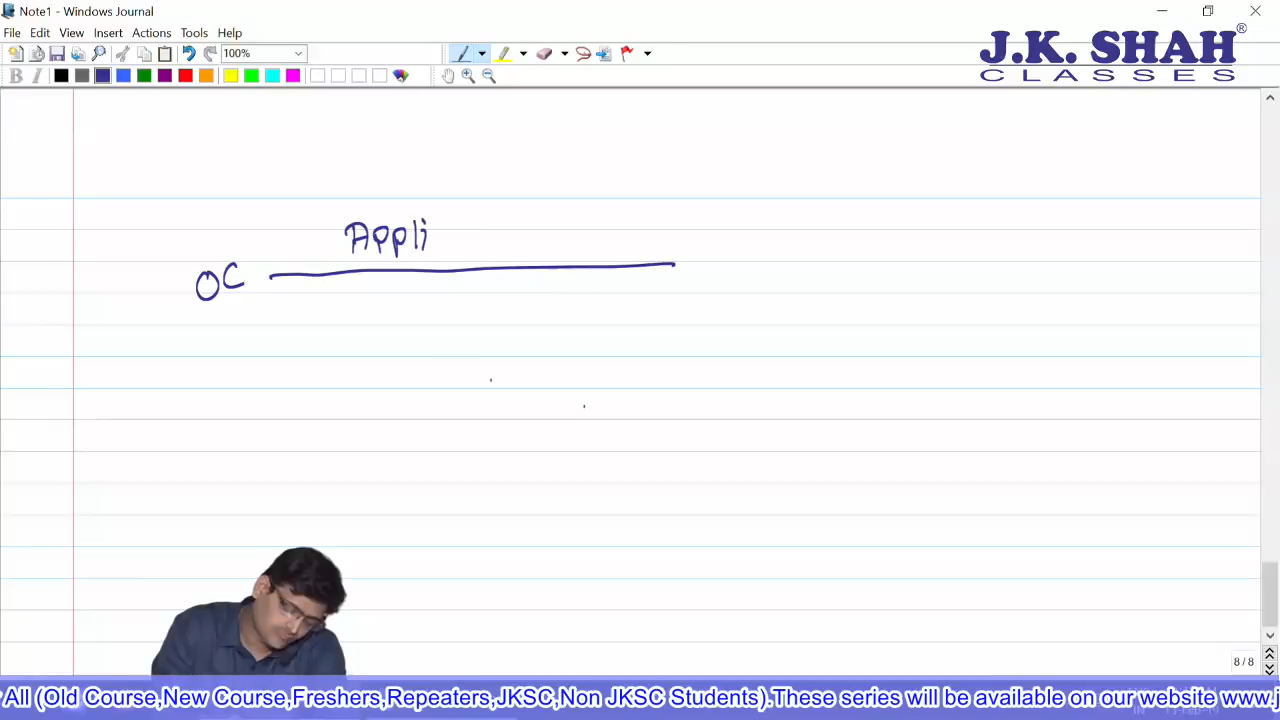 Note1 - Windows Journal
File Edit View Insert Actions Tools Help
100%
J.K. SHAH®
CLASSES
Appli
OC
8 / 8
All (Old Course,New Course,Freshers,Repeaters,JKSC,Non JKSC Students).These series will be available on our website www.j